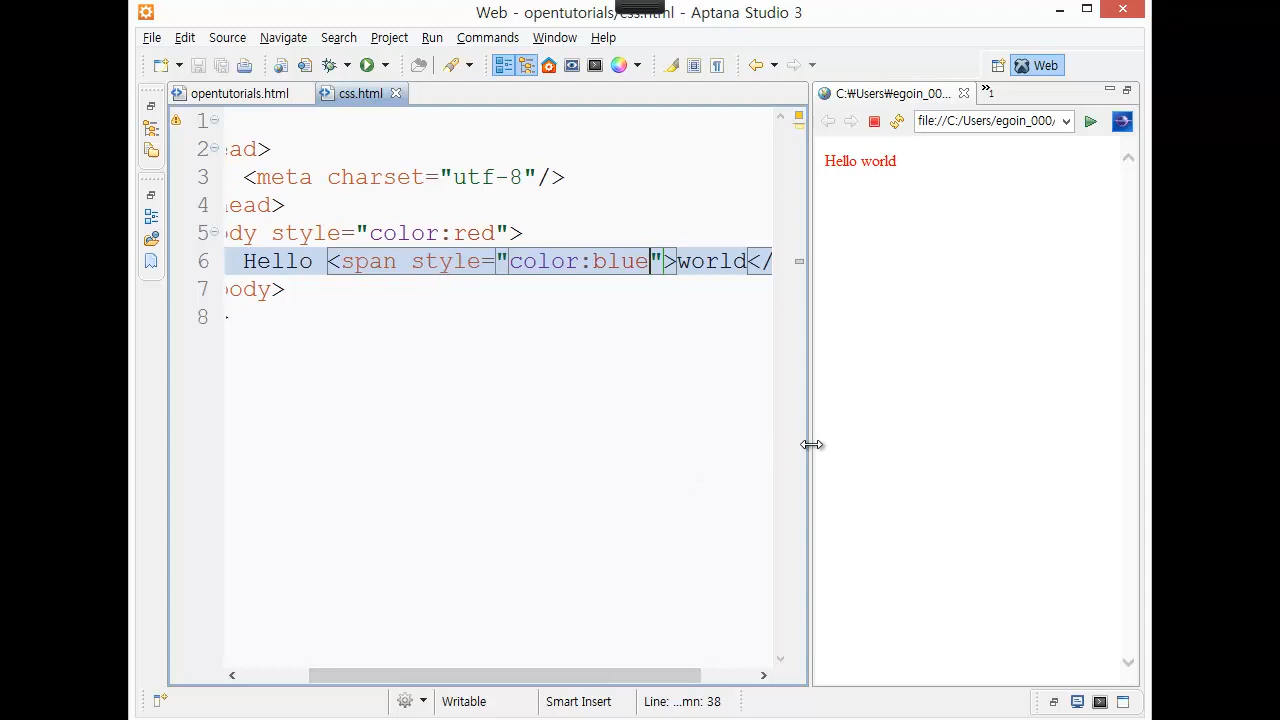 Web - opentutorials/css.html - Aptana Studio 3
File Edit Source Navigate Search Project Run Commands Window Help
Web
opentutorials.html css.html
C:₩Users₩egoin_00... »1
file://C:/Users/egoin_000/
1
2 ead>
3 <meta charset="utf-8"/>
4 ead>
5 dy style="color:red">
6 Hello <span style="color:blue">world</
7 body>
8 >
Hello world
Writable Smart Insert Line: ...mn: 38